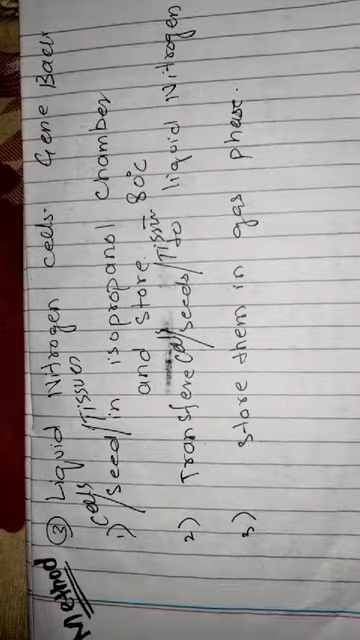 Method
③ Liquid Nitrogen cells. Gene Bank
1) Cells/Seed/Tissues in isopropanol chamber
and store -80°C
2) Transfere Cells/seeds/Tissue to liquid Nitrogen
3) Store them in gas phase.